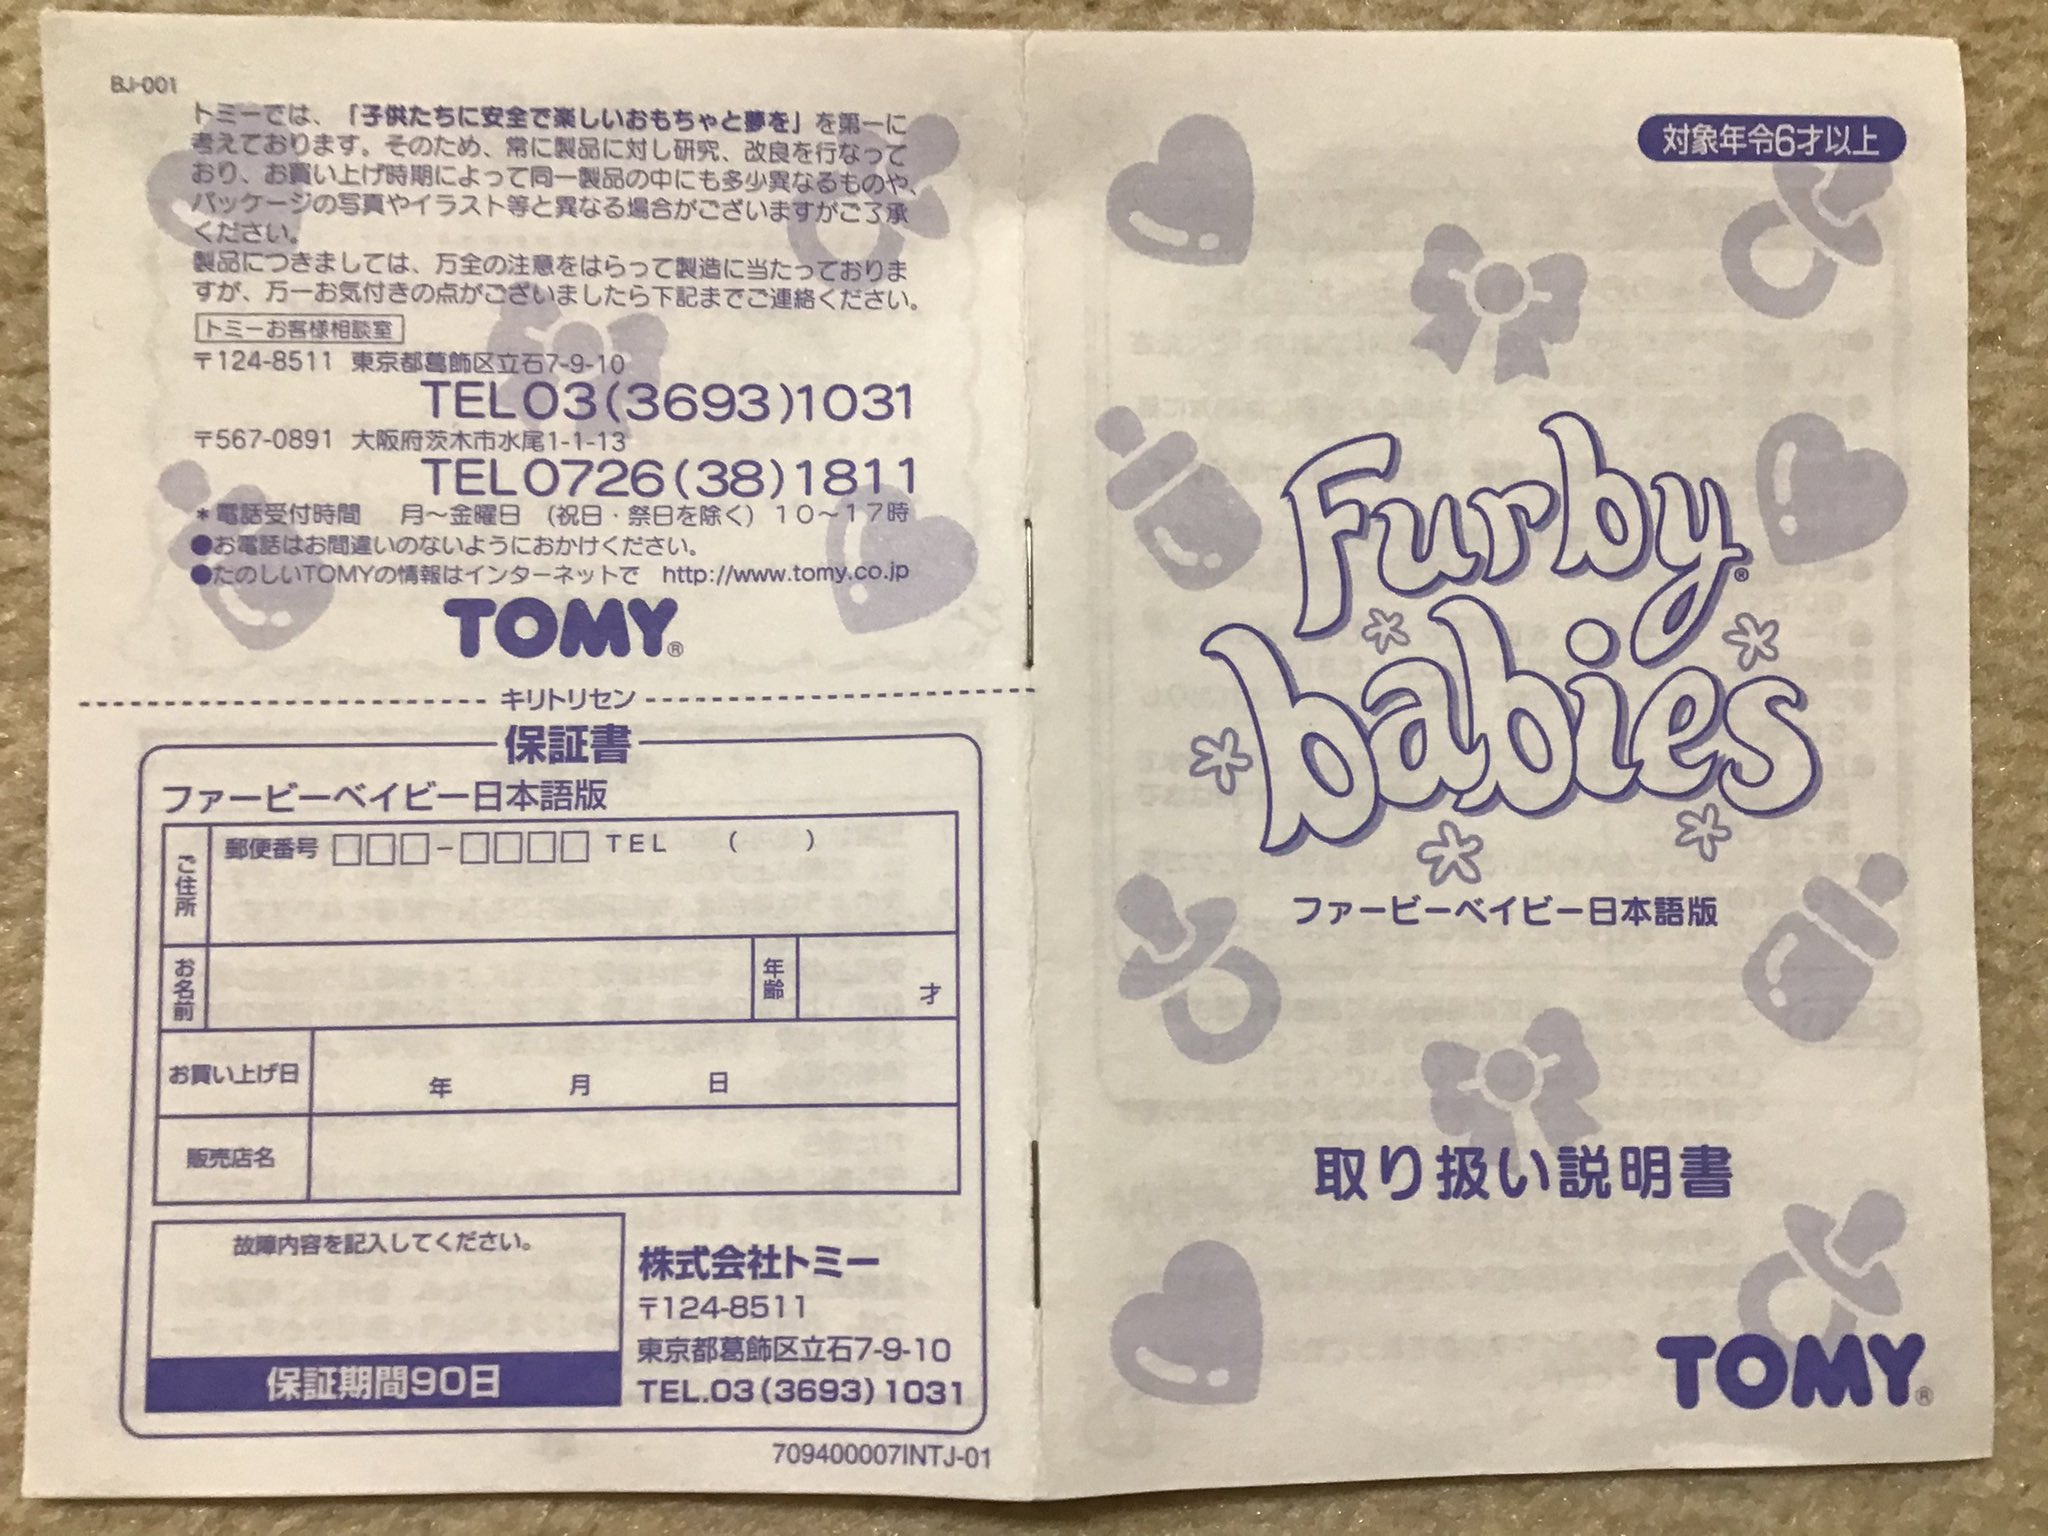 BJ-001
トミーでは、「子供たちに安全で楽しいおもちゃと夢を」を第一に
考えております。そのため、常に製品に対し研究、改良を行なって
おり、お買い上げ時期によって同一製品の中にも多少異なるものや、
パッケージの写真やイラスト等と異なる場合がございますがご了承
ください。
製品につきましては、万全の注意をはらって製造に当たっておりま
すが、万一お気付きの点がございましたら下記までご連絡ください。
トミーお客様相談室
〒124-8511 東京都葛飾区立石7-9-10
TEL03(3693)1031
〒567-0891 大阪府茨木市水尾1-1-13
TEL0726(38)1811
*電話受付時間 月〜金曜日 (祝日・祭日を除く) 10〜17時
●お電話はお間違いのないようにおかけください。
●たのしいTOMYの情報はインターネットで http://www.tomy.co.jp
TOMY®
キリトリセン
保証書
ファービーベイビー日本語版
ご住所 郵便番号 □□□-□□□□ TEL ( )
お名前 年齢 才
お買い上げ日 年 月 日
販売店名
故障内容を記入してください。
保証期間90日
株式会社トミー
〒124-8511
東京都葛飾区立石7-9-10
TEL.03(3693)1031
709400007INTJ-01
対象年令6才以上
Furby®
babies
ファービーベイビー日本語版
取り扱い説明書
TOMY®